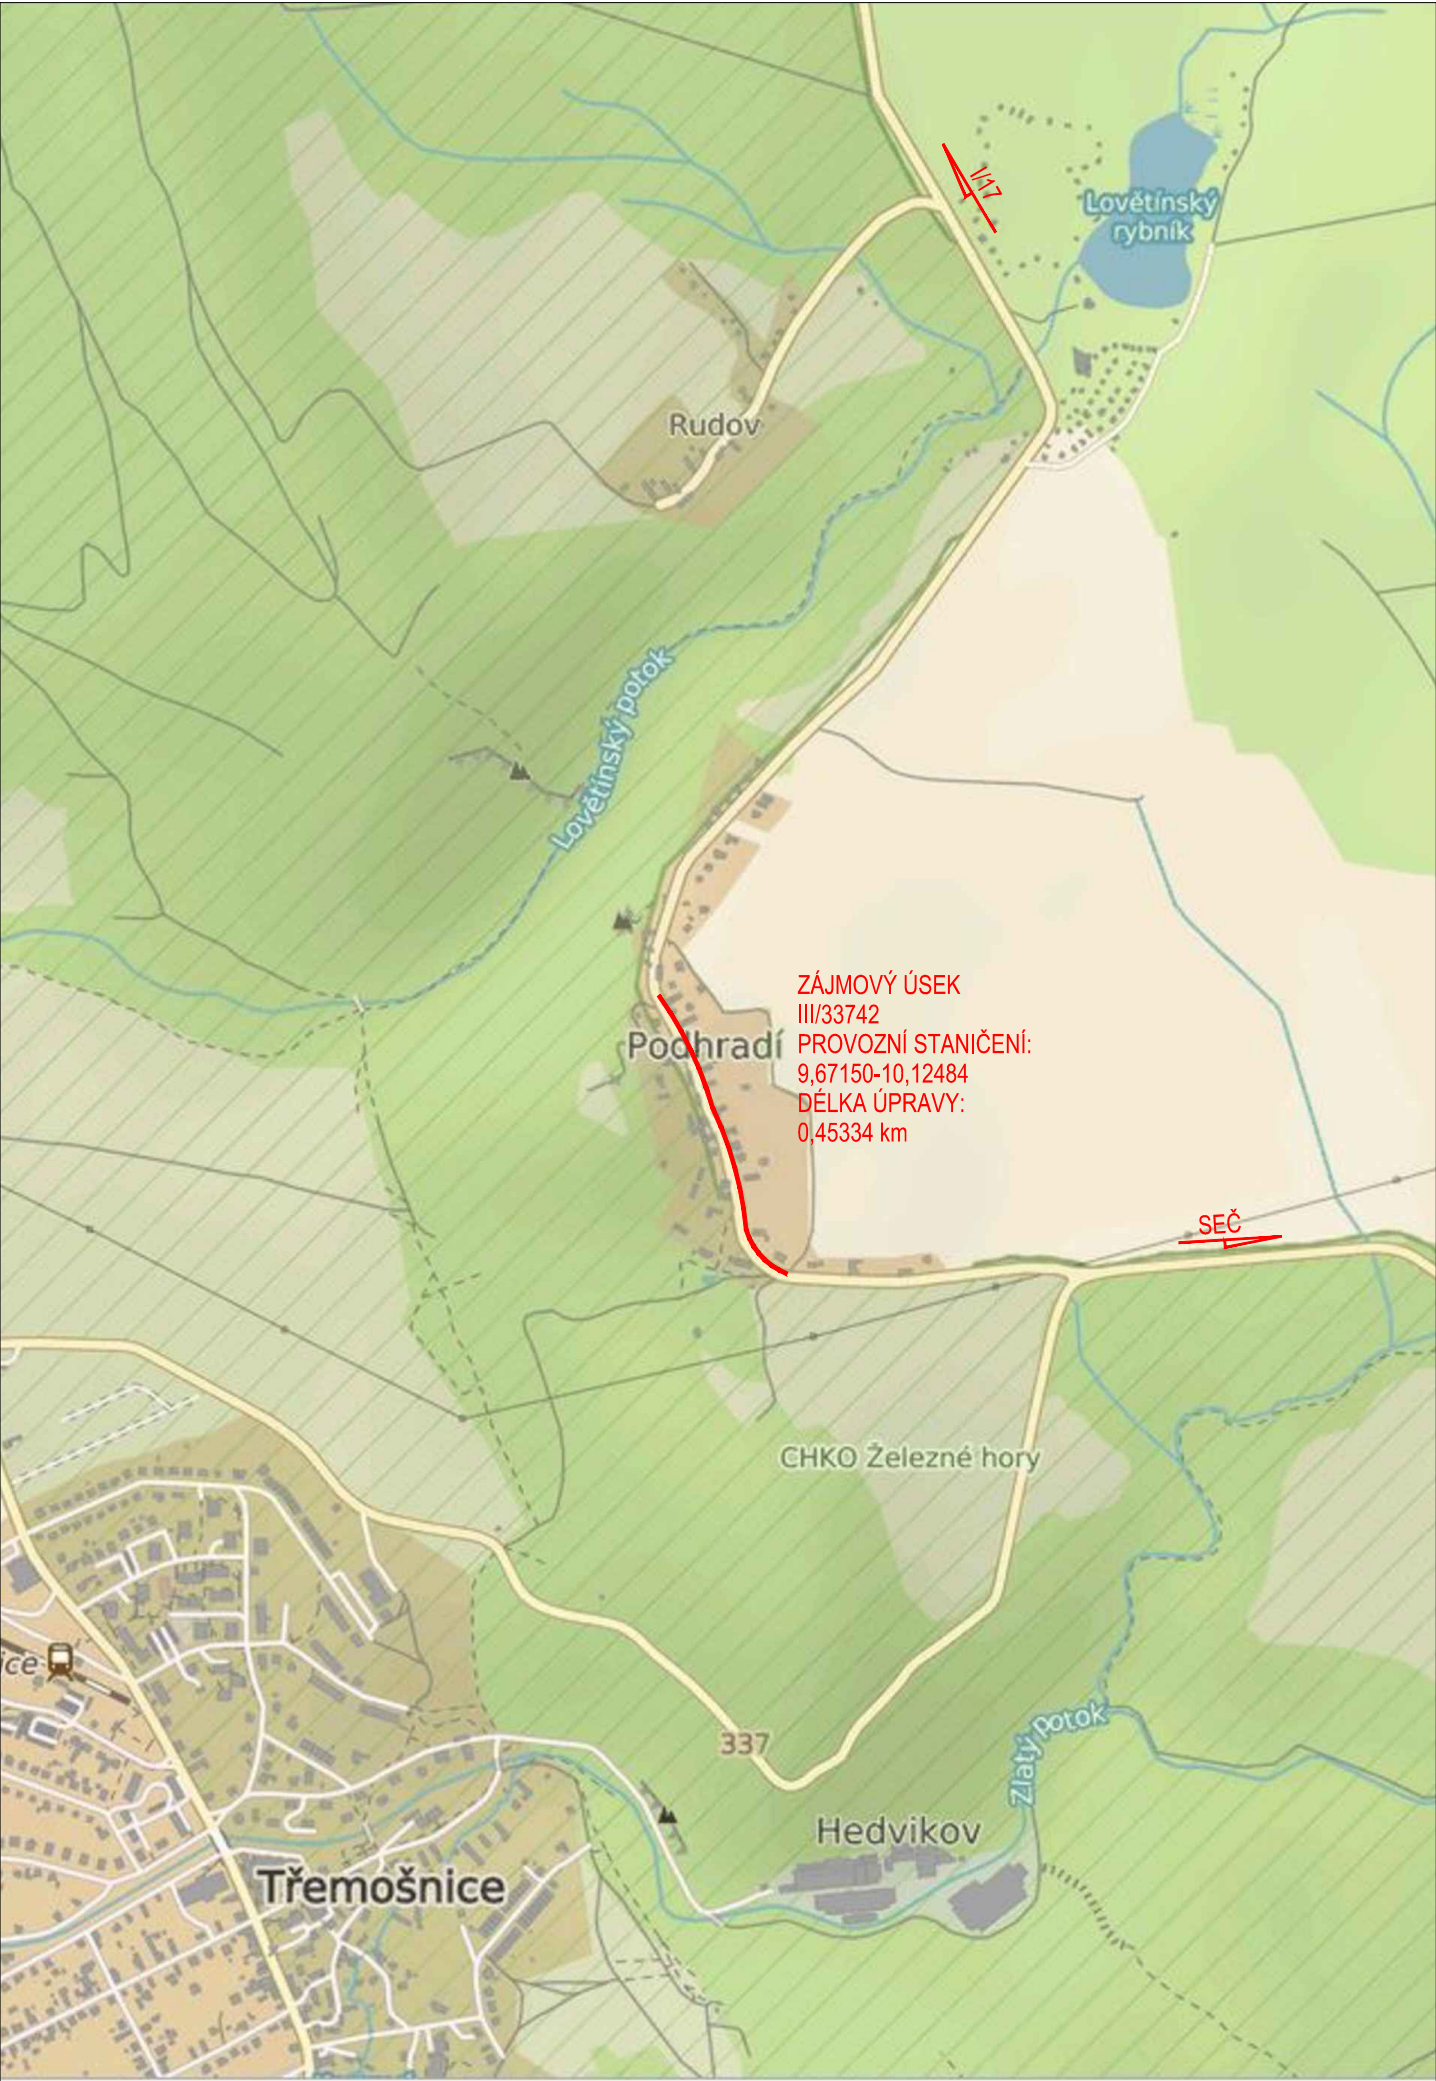 I/17
Lovětínský
rybník
Rudov
Lovětínský potok
ZÁJMOVÝ ÚSEK
III/33742
Podhradí
PROVOZNÍ STANIČENÍ:
9,67150-10,12484
DÉLKA ÚPRAVY:
0,45334 km
SEČ
CHKO Železné hory
ice
337
Zlatý potok
Hedvikov
Třemošnice